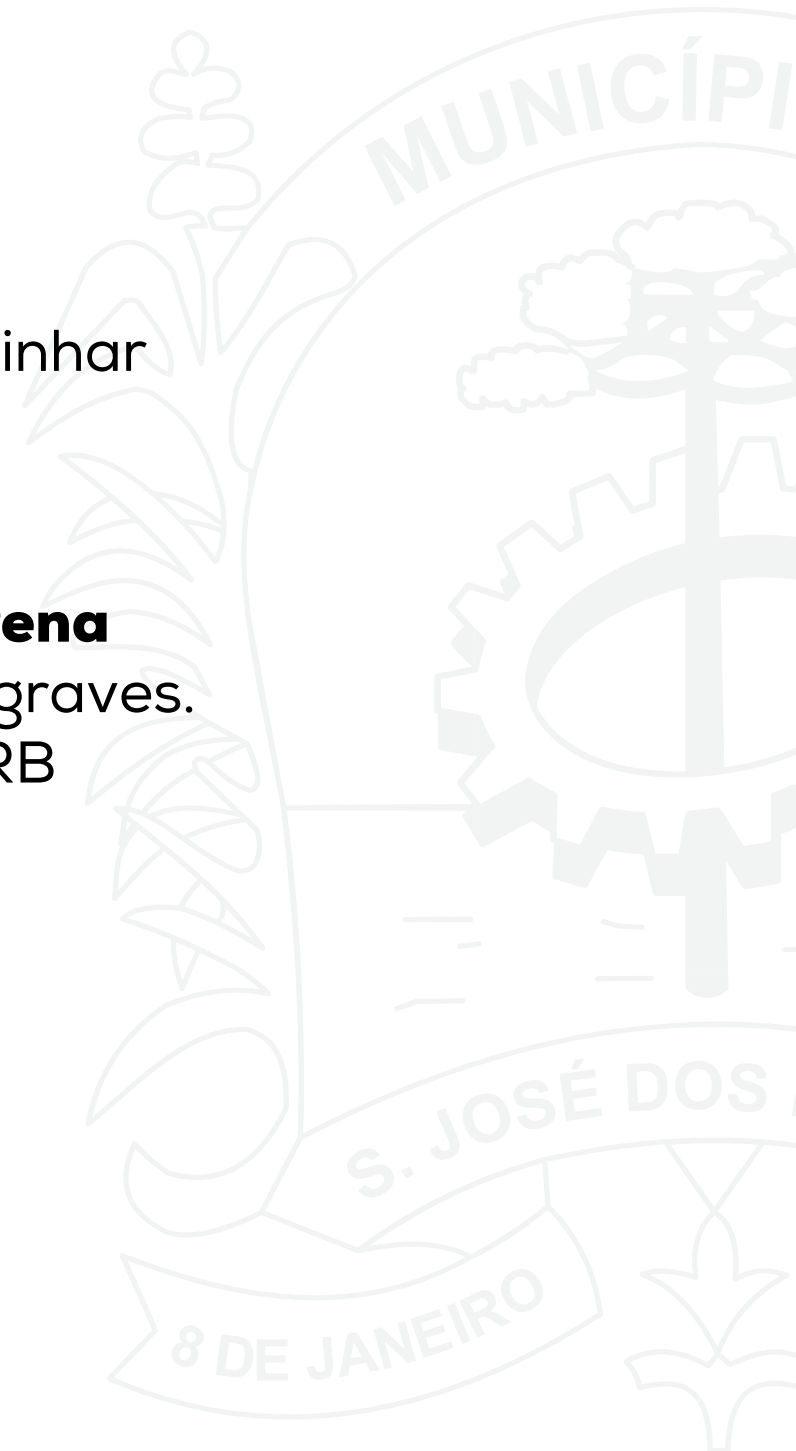 MUNICÍPI
inhar
ena
graves.
RB
S. JOSÉ DOS
8 DE JANEIRO